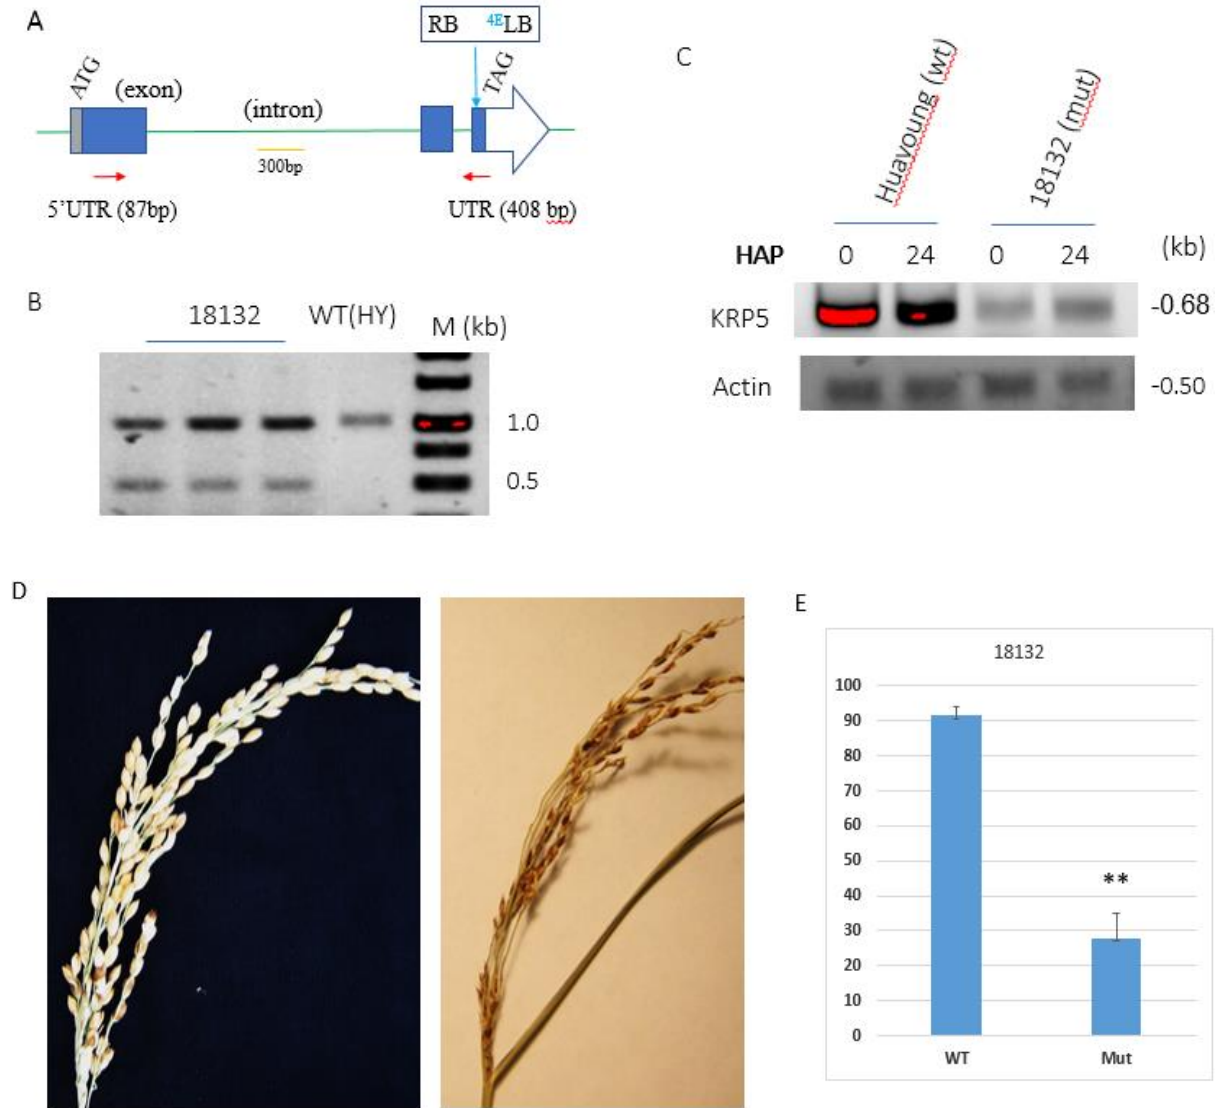 A
RB 4ELB
ATG
(exon)
(intron)
TAG
300bp
5'UTR (87bp)
UTR (408 bp)
B
18132
WT(HY)
M (kb)
1.0
0.5
C
Huavoung (wt)
18132 (mut)
HAP 0 24 0 24 (kb)
KRP5 -0.68
Actin -0.50
D
E
18132
100
90
80
70
60
50
40
30
20
10
0
**
WT Mut